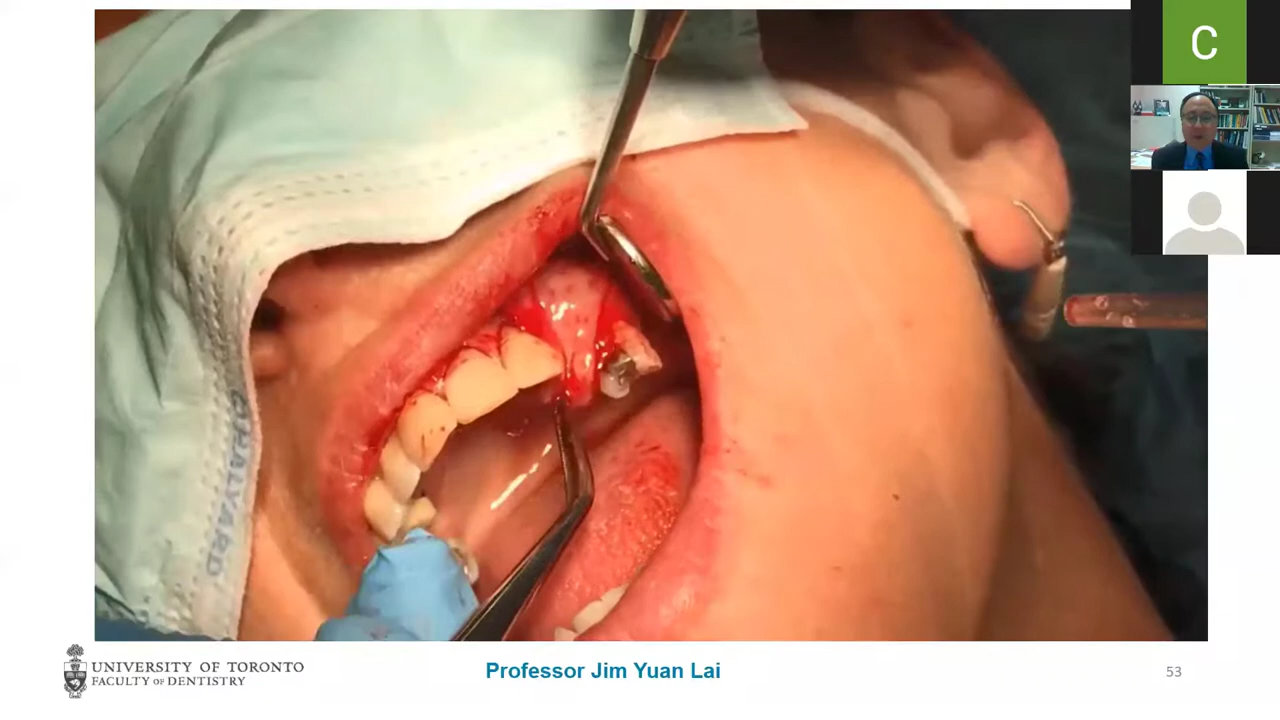 C
HALYARD
UNIVERSITY OF TORONTO
FACULTY OF DENTISTRY
Professor Jim Yuan Lai
53